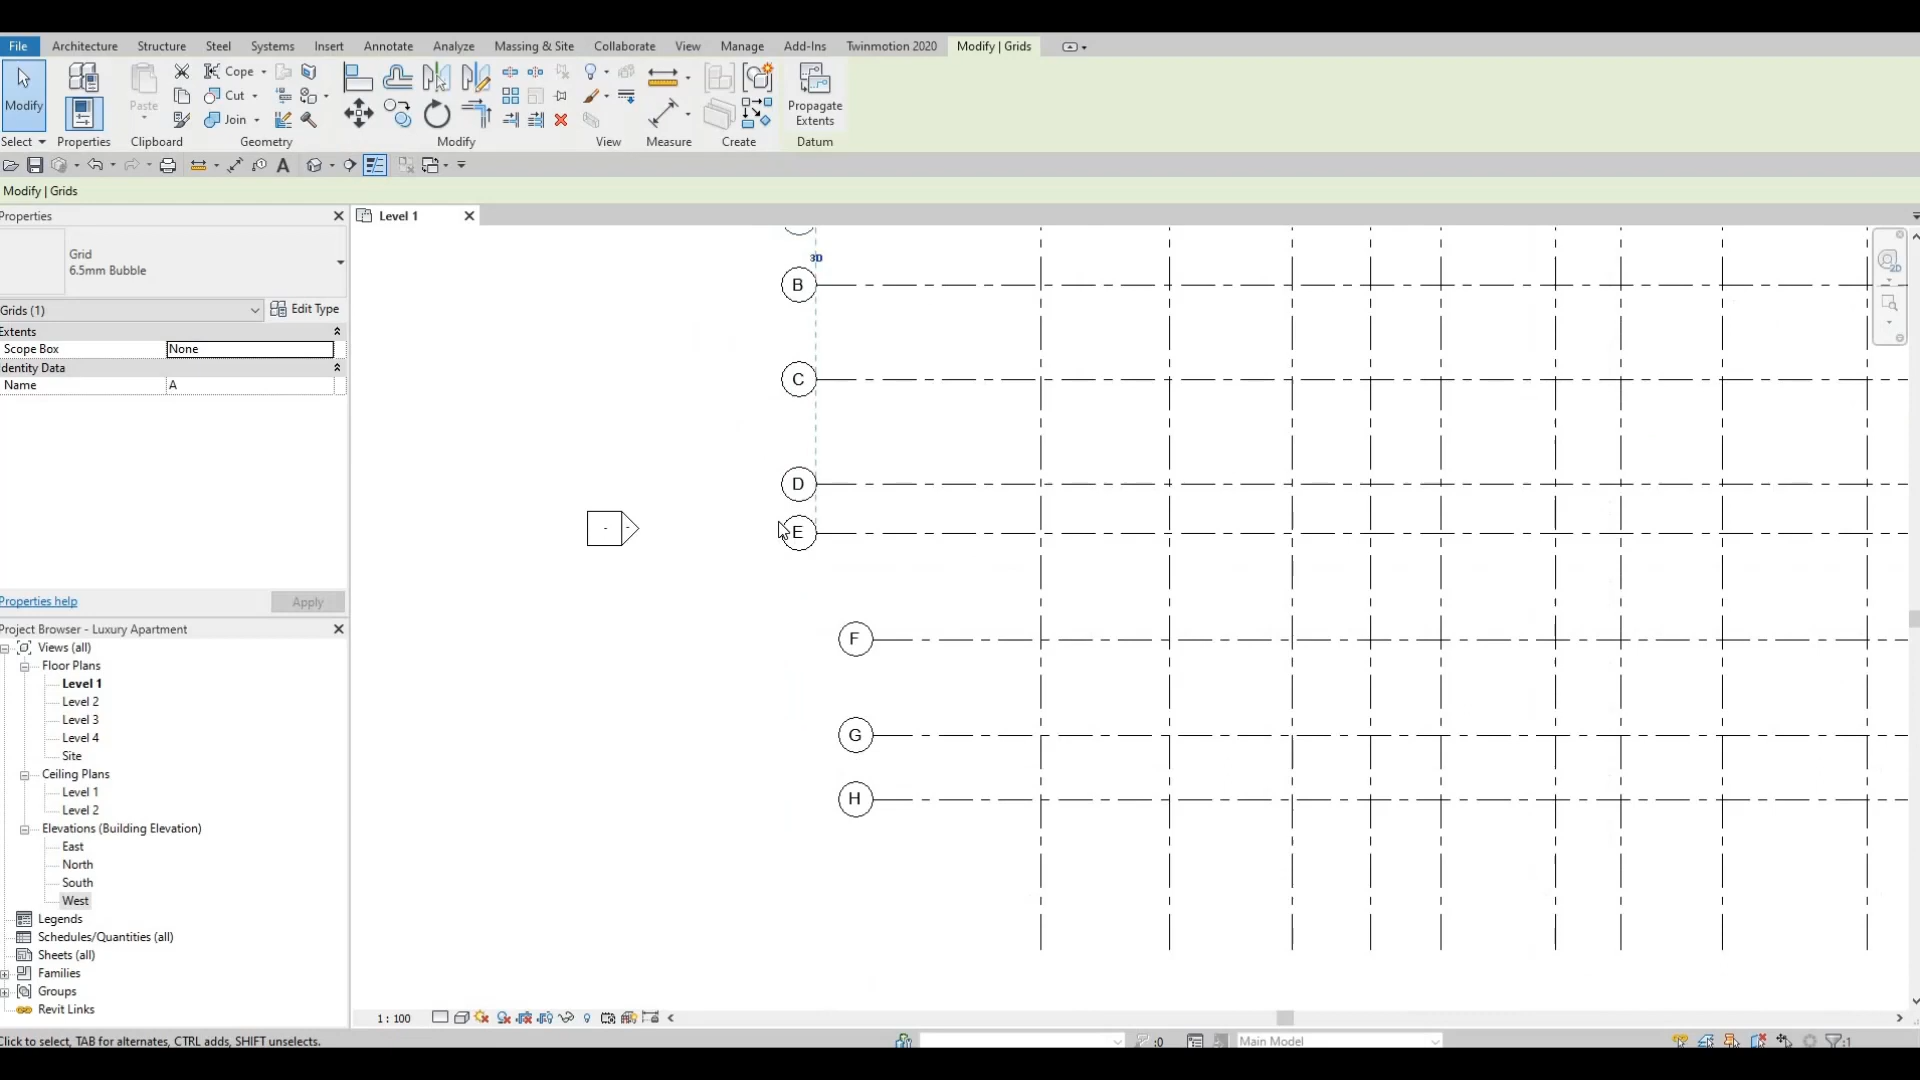 File Architecture Structure Steel Systems Insert Annotate Analyze Massing & Site Collaborate View Manage Add-Ins Twinmotion 2020 Modify | Grids
Modify
Paste
Cope
Cut
Join
Propagate
Extents
Select Properties Clipboard Geometry Modify View Measure Create Datum
A
Modify | Grids
Properties
Level 1
Grid
6.5mm Bubble
Grids (1)
Edit Type
Extents
Scope Box None
Identity Data
Name A
Properties help
Apply
Project Browser - Luxury Apartment
Views (all)
Floor Plans
Level 1
Level 2
Level 3
Level 4
Site
Ceiling Plans
Level 1
Level 2
Elevations (Building Elevation)
East
North
South
West
Legends
Schedules/Quantities (all)
Sheets (all)
Families
Groups
Revit Links
3D
B
C
D
E
F
G
H
2D
1 : 100
Click to select, TAB for alternates, CTRL adds, SHIFT unselects.
:0
Main Model
:1